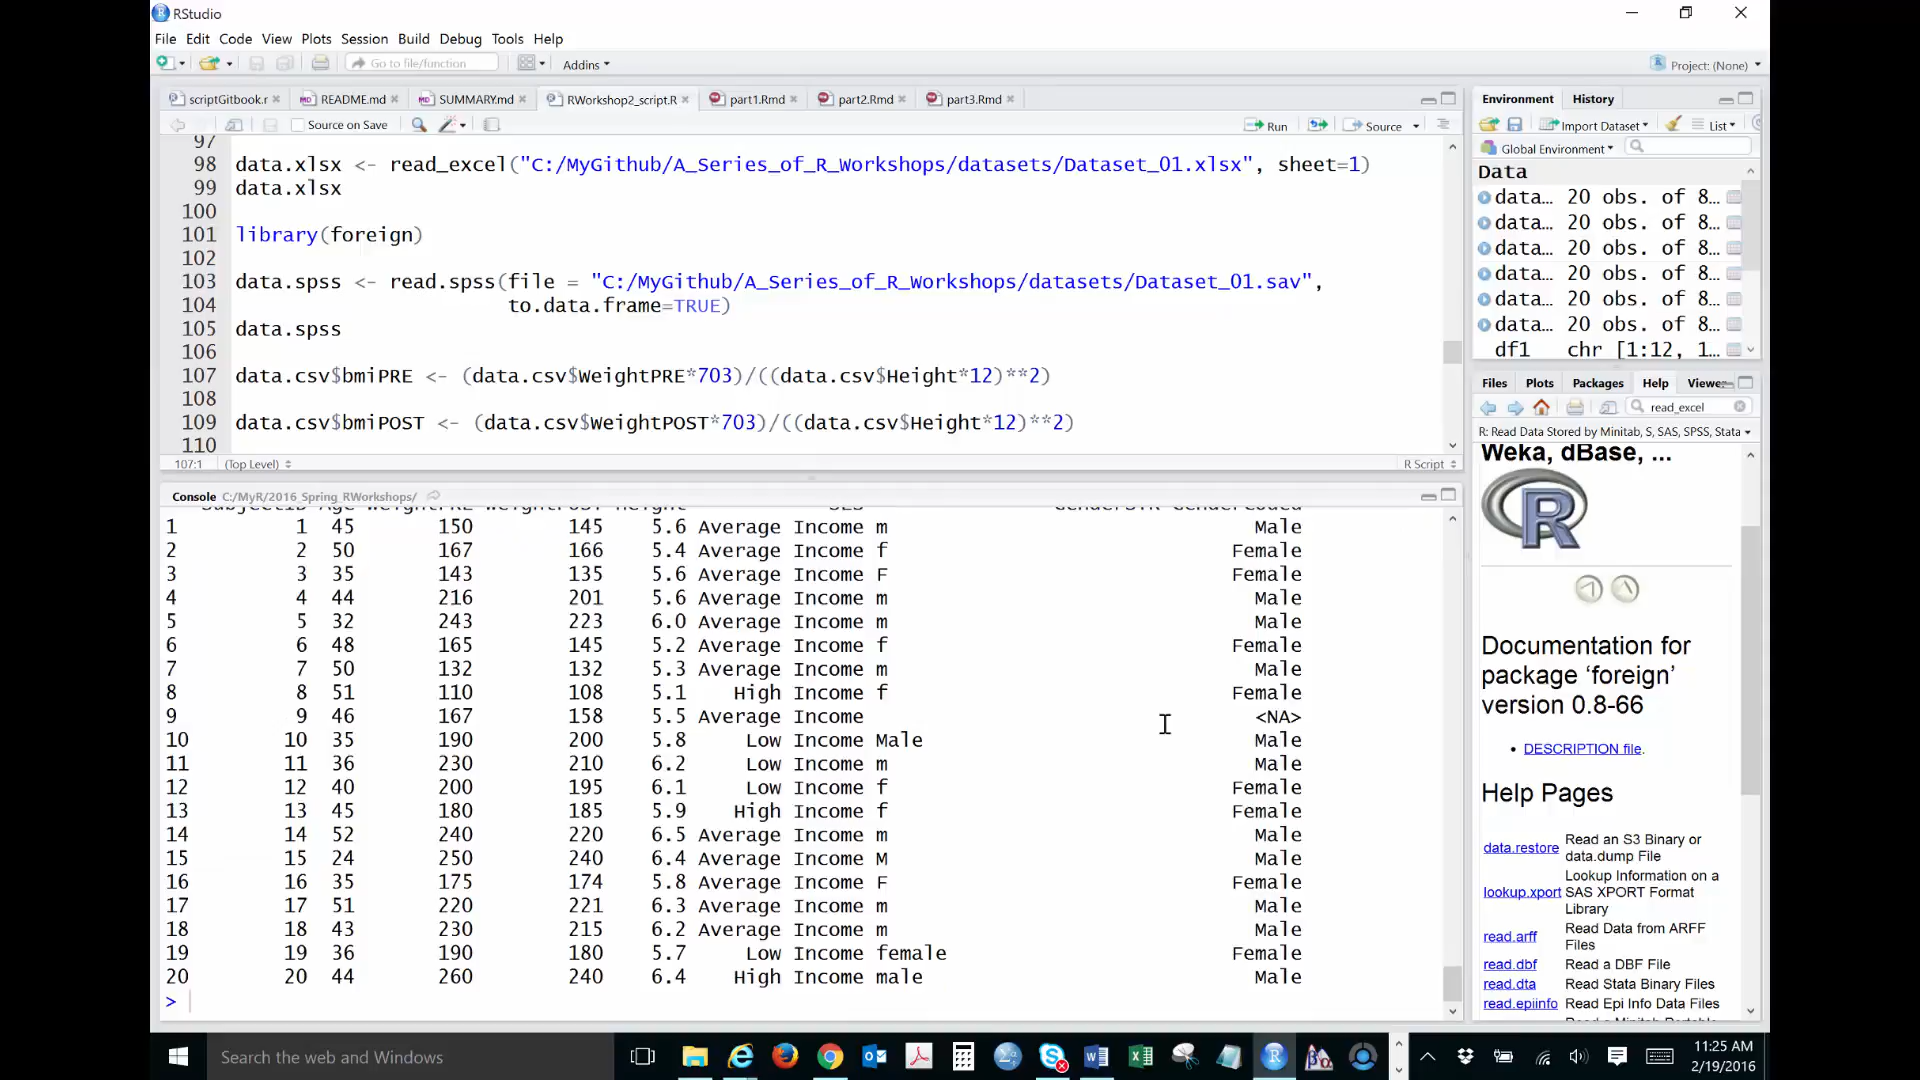 RStudio
File Edit Code View Plots Session Build Debug Tools Help
Go to file/function Addins Project: (None)
scriptGitbook.r README.md SUMMARY.md RWorkshop2_script.R part1.Rmd part2.Rmd part3.Rmd
Source on Save Run Source
97
98 data.xlsx <- read_excel("C:/MyGithub/A_Series_of_R_Workshops/datasets/Dataset_01.xlsx", sheet=1)
99 data.xlsx
100
101 library(foreign)
102
103 data.spss <- read.spss(file = "C:/MyGithub/A_Series_of_R_Workshops/datasets/Dataset_01.sav",
104 to.data.frame=TRUE)
105 data.spss
106
107 data.csv$bmiPRE <- (data.csv$WeightPRE*703)/((data.csv$Height*12)**2)
108
109 data.csv$bmiPOST <- (data.csv$WeightPOST*703)/((data.csv$Height*12)**2)
110
107:1 (Top Level) R Script
Console C:/MyR/2016_Spring_RWorkshops/
SubjectID Age WeightPRE WeightPOST Height SES GenderSTR GenderCoded
1 1 45 150 145 5.6 Average Income m Male
2 2 50 167 166 5.4 Average Income f Female
3 3 35 143 135 5.6 Average Income F Female
4 4 44 216 201 5.6 Average Income m Male
5 5 32 243 223 6.0 Average Income m Male
6 6 48 165 145 5.2 Average Income f Female
7 7 50 132 132 5.3 Average Income m Male
8 8 51 110 108 5.1 High Income f Female
9 9 46 167 158 5.5 Average Income <NA>
10 10 35 190 200 5.8 Low Income Male Male
11 11 36 230 210 6.2 Low Income m Male
12 12 40 200 195 6.1 Low Income f Female
13 13 45 180 185 5.9 High Income f Female
14 14 52 240 220 6.5 Average Income m Male
15 15 24 250 240 6.4 Average Income M Male
16 16 35 175 174 5.8 Average Income F Female
17 17 51 220 221 6.3 Average Income m Male
18 18 43 230 215 6.2 Average Income m Male
19 19 36 190 180 5.7 Low Income female Female
20 20 44 260 240 6.4 High Income male Male
>
Environment History
Import Dataset List
Global Environment
Data
data... 20 obs. of 8...
data... 20 obs. of 8...
data... 20 obs. of 8...
data... 20 obs. of 8...
data... 20 obs. of 8...
data... 20 obs. of 8...
df1 chr [1:12, 1...
Files Plots Packages Help Viewer
read_excel
R: Read Data Stored by Minitab, S, SAS, SPSS, Stata
Weka, dBase, ...
R
Documentation for
package ‘foreign’
version 0.8-66
• DESCRIPTION file.
Help Pages
data.restore Read an S3 Binary or
data.dump File
lookup.xport Lookup Information on a
SAS XPORT Format
Library
read.arff Read Data from ARFF
Files
read.dbf Read a DBF File
read.dta Read Stata Binary Files
read.epiinfo Read Epi Info Data Files
Search the web and Windows
11:25 AM
2/19/2016